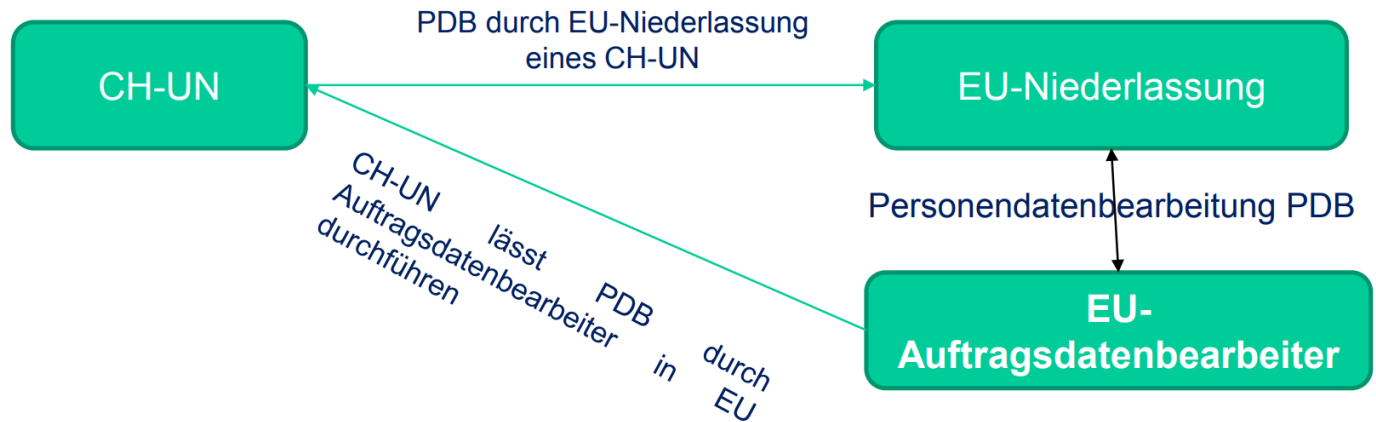 PDB durch EU-Niederlassung
eines CH-UN
CH-UN
EU-Niederlassung
CH-UN lässt PDB durch
Auftragsdatenbearbeiter in EU
durchführen
Personendatenbearbeitung PDB
EU-
Auftragsdatenbearbeiter